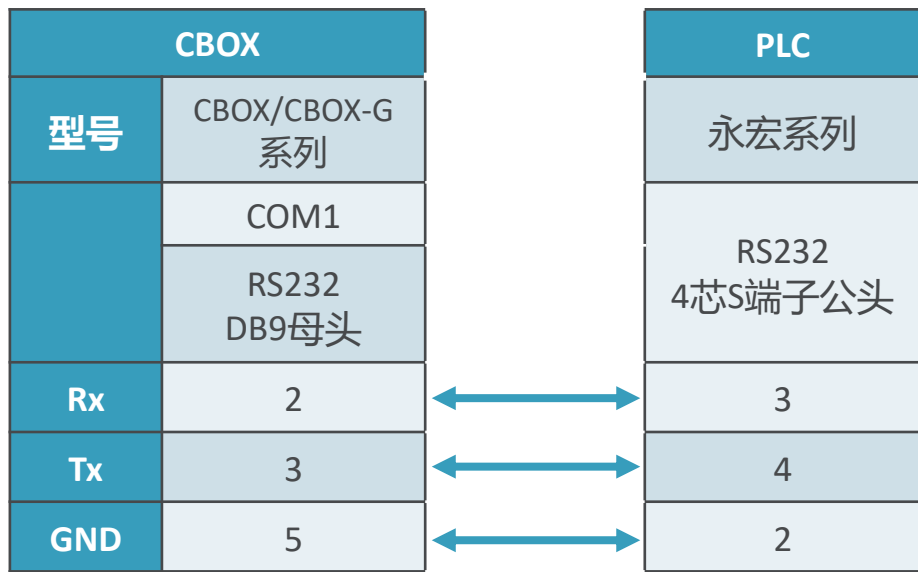 CBOX
PLC
型号
CBOX/CBOX-G
系列
永宏系列
COM1
RS232
DB9母头
RS232
4芯S端子公头
Rx
2
3
Tx
3
4
GND
5
2